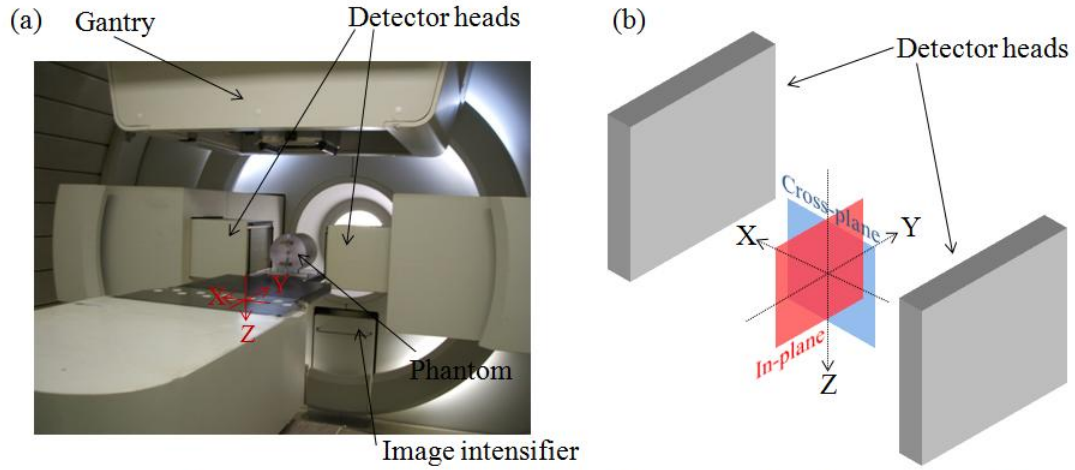 (a)
Gantry
Detector heads
X
Y
Z
Phantom
Image intensifier
(b)
Detector heads
Cross-plane
X
Y
In-plane
Z